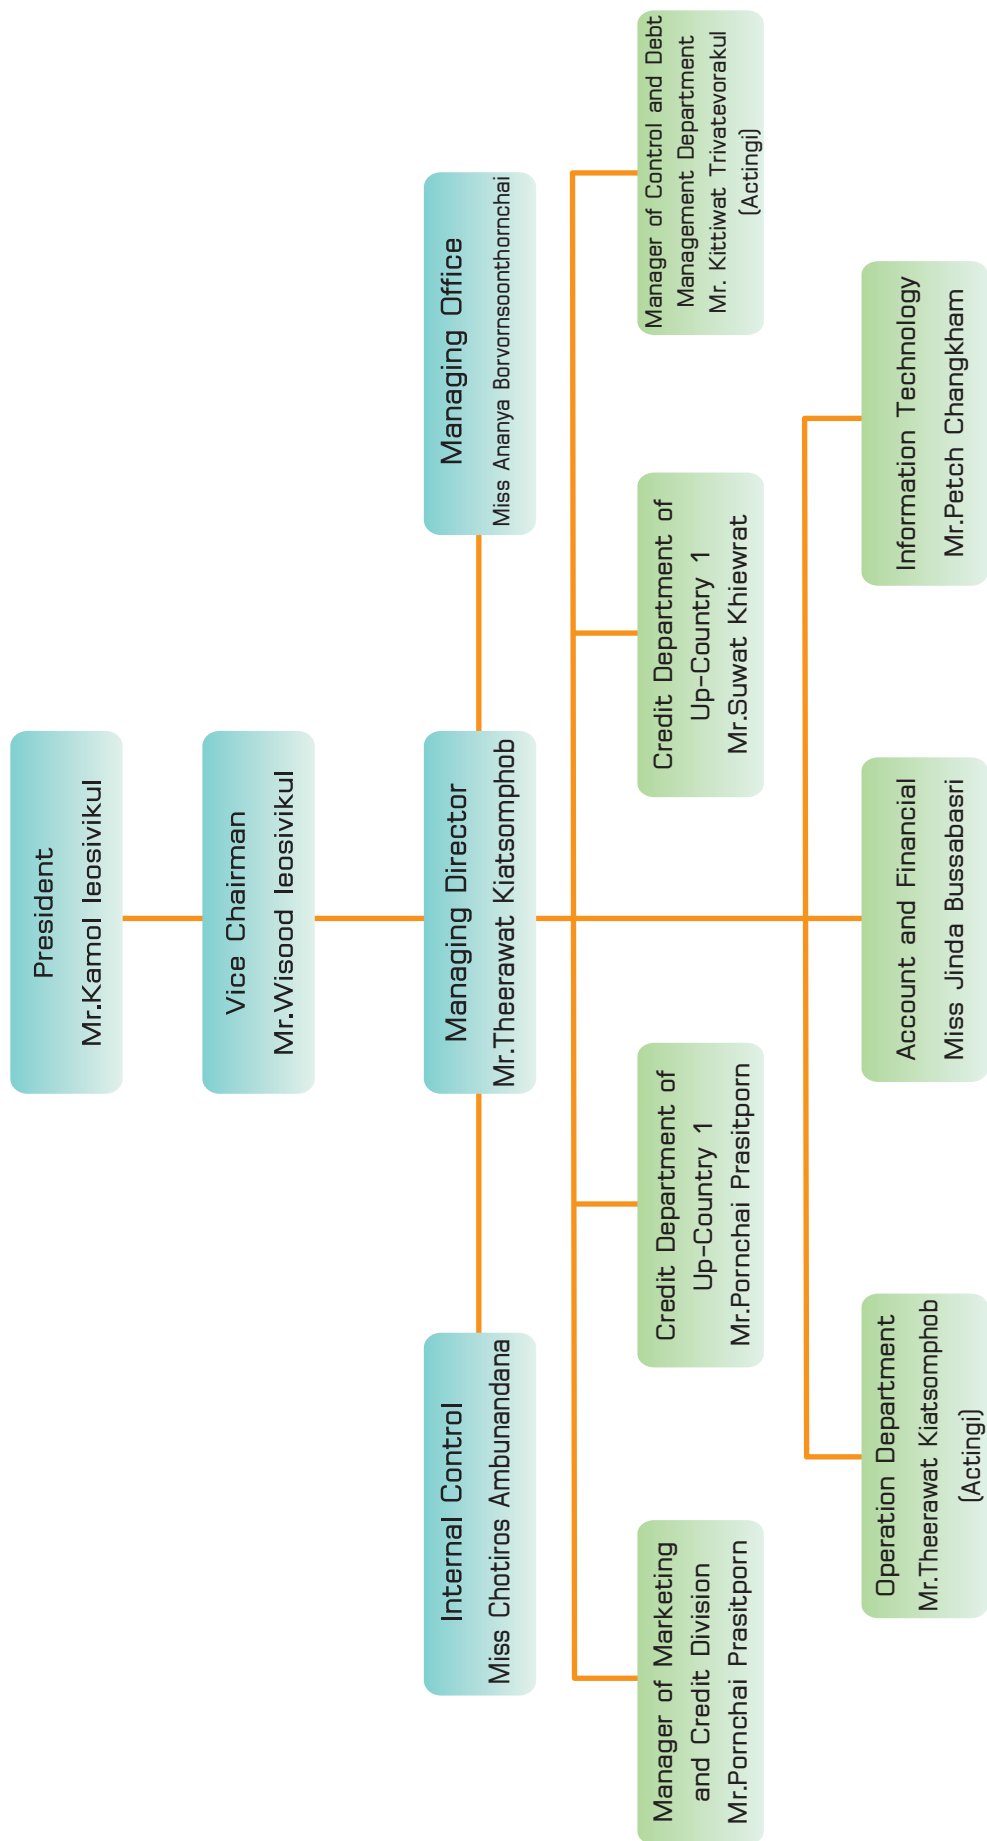 President
Mr.Kamol Ieosivikul
Vice Chairman
Mr.Wisood Ieosivikul
Internal Control
Miss Chotiros Ambunandana
Managing Director
Mr.Theerawat Kiatsomphob
Managing Office
Miss Ananya Borvornsoonthornchai
Manager of Marketing
and Credit Division
Mr.Pornchai Prasitporn
Credit Department of
Up-Country 1
Mr.Pornchai Prasitporn
Credit Department of
Up-Country 1
Mr.Suwat Khiewrat
Manager of Control and Debt
Management Department
Mr. Kittiwat Trivatevorakul
(Actingi)
Operation Department
Mr.Theerawat Kiatsomphob
(Actingi)
Account and Financial
Miss Jinda Bussabasri
Information Technology
Mr.Petch Changkham